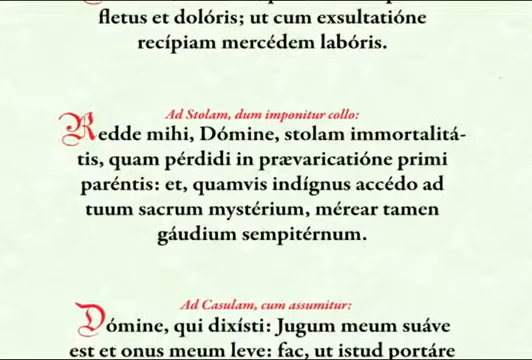 fletus et dolóris; ut cum exsultatióne
recípiam mercédem labóris.
Ad Stolam, dum imponitur collo:
Redde mihi, Dómine, stolam immortalitá-
tis, quam pérdidi in prævaricatióne primi
paréntis: et, quamvis indígnus accédo ad
tuum sacrum mystérium, mérear tamen
gáudium sempitérnum.
Ad Casulam, cum assumitur:
Dómine, qui dixísti: Jugum meum suáve
est et onus meum leve: fac, ut istud portáre